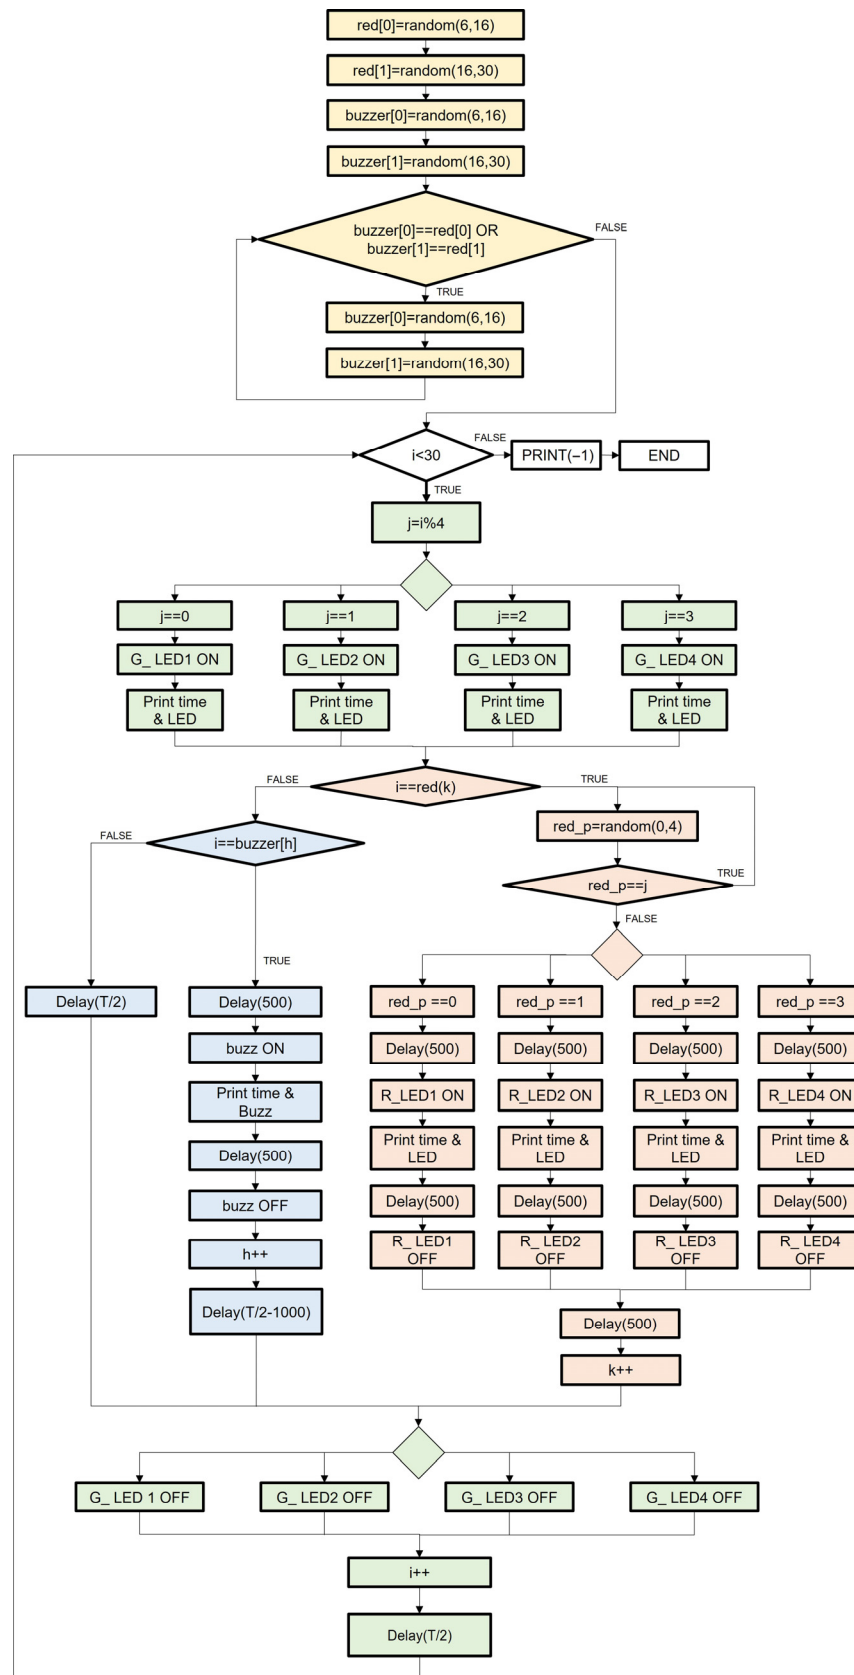 red[0]=random(6,16)
red[1]=random(16,30)
buzzer[0]=random(6,16)
buzzer[1]=random(16,30)
buzzer[0]==red[0] OR
buzzer[1]==red[1]
FALSE
TRUE
buzzer[0]=random(6,16)
buzzer[1]=random(16,30)
i<30
FALSE
PRINT(−1)
END
TRUE
j=i%4
j==0
j==1
j==2
j==3
G_ LED1 ON
G_ LED2 ON
G_ LED3 ON
G_ LED4 ON
Print time
& LED
Print time
& LED
Print time
& LED
Print time
& LED
i==red(k)
FALSE
TRUE
red_p=random(0,4)
i==buzzer[h]
FALSE
TRUE
red_p==j
TRUE
FALSE
Delay(T/2)
Delay(500)
buzz ON
Print time &
Buzz
Delay(500)
buzz OFF
h++
Delay(T/2-1000)
red_p ==0
red_p ==1
red_p ==2
red_p ==3
Delay(500)
Delay(500)
Delay(500)
Delay(500)
R_LED1 ON
R_LED2 ON
R_LED3 ON
R_LED4 ON
Print time &
LED
Print time &
LED
Print time &
LED
Print time &
LED
Delay(500)
Delay(500)
Delay(500)
Delay(500)
R_ LED1
OFF
R_ LED2
OFF
R_ LED3
OFF
R_ LED4
OFF
Delay(500)
k++
G_ LED 1 OFF
G_ LED2 OFF
G_ LED3 OFF
G_ LED4 OFF
i++
Delay(T/2)